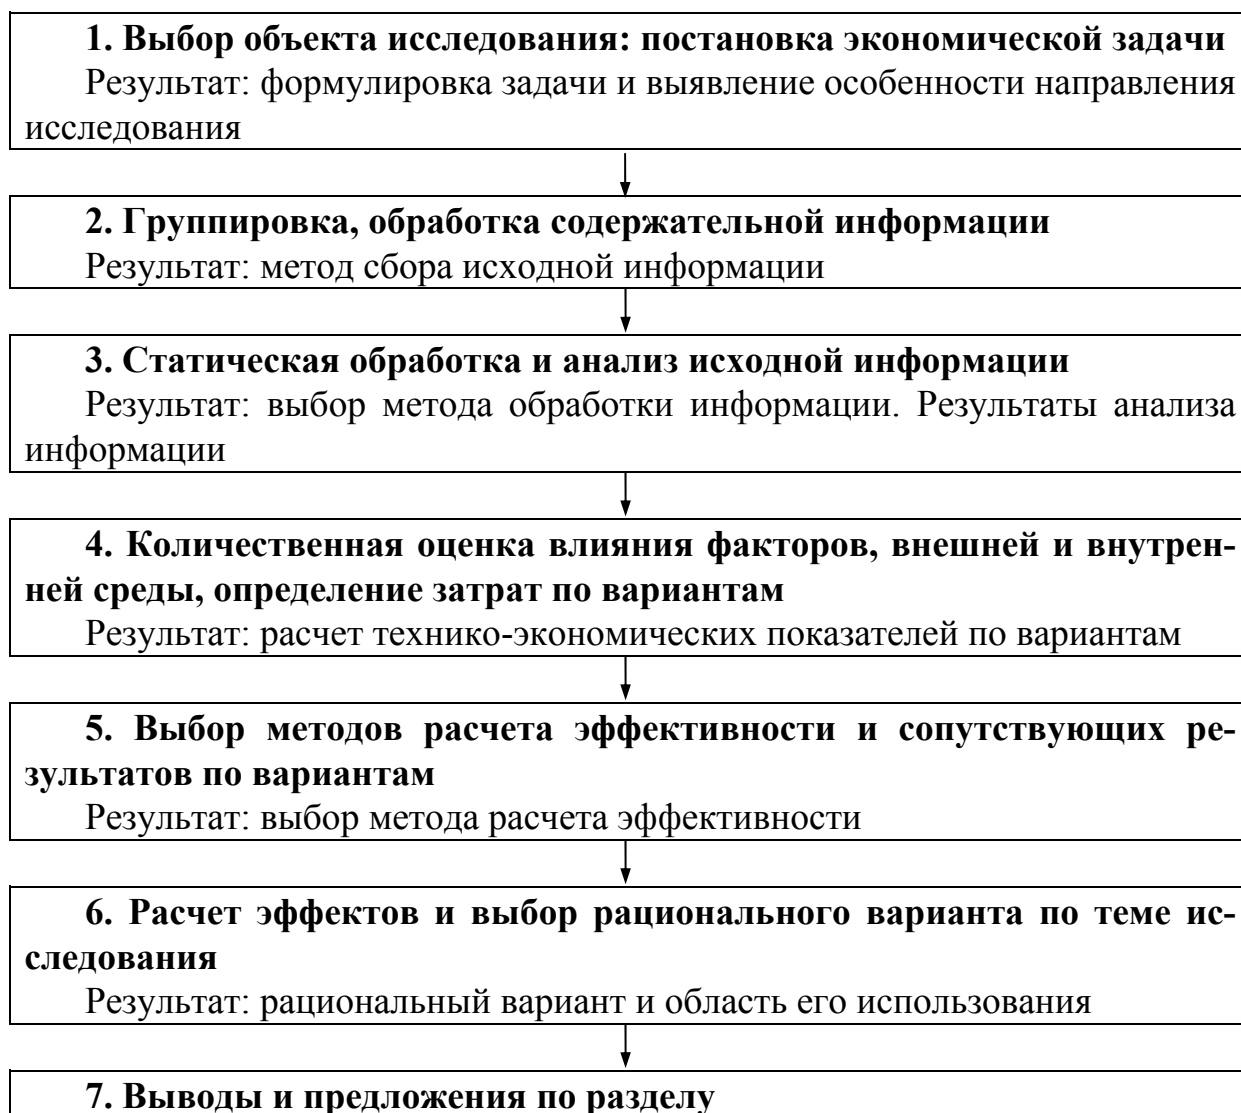 1. Выбор объекта исследования: постановка экономической задачи
Результат: формулировка задачи и выявление особенности направления
исследования
2. Группировка, обработка содержательной информации
Результат: метод сбора исходной информации
3. Статическая обработка и анализ исходной информации
Результат: выбор метода обработки информации. Результаты анализа
информации
4. Количественная оценка влияния факторов, внешней и внутрен-
ней среды, определение затрат по вариантам
Результат: расчет технико-экономических показателей по вариантам
5. Выбор методов расчета эффективности и сопутствующих ре-
зультатов по вариантам
Результат: выбор метода расчета эффективности
6. Расчет эффектов и выбор рационального варианта по теме ис-
следования
Результат: рациональный вариант и область его использования
7. Выводы и предложения по разделу